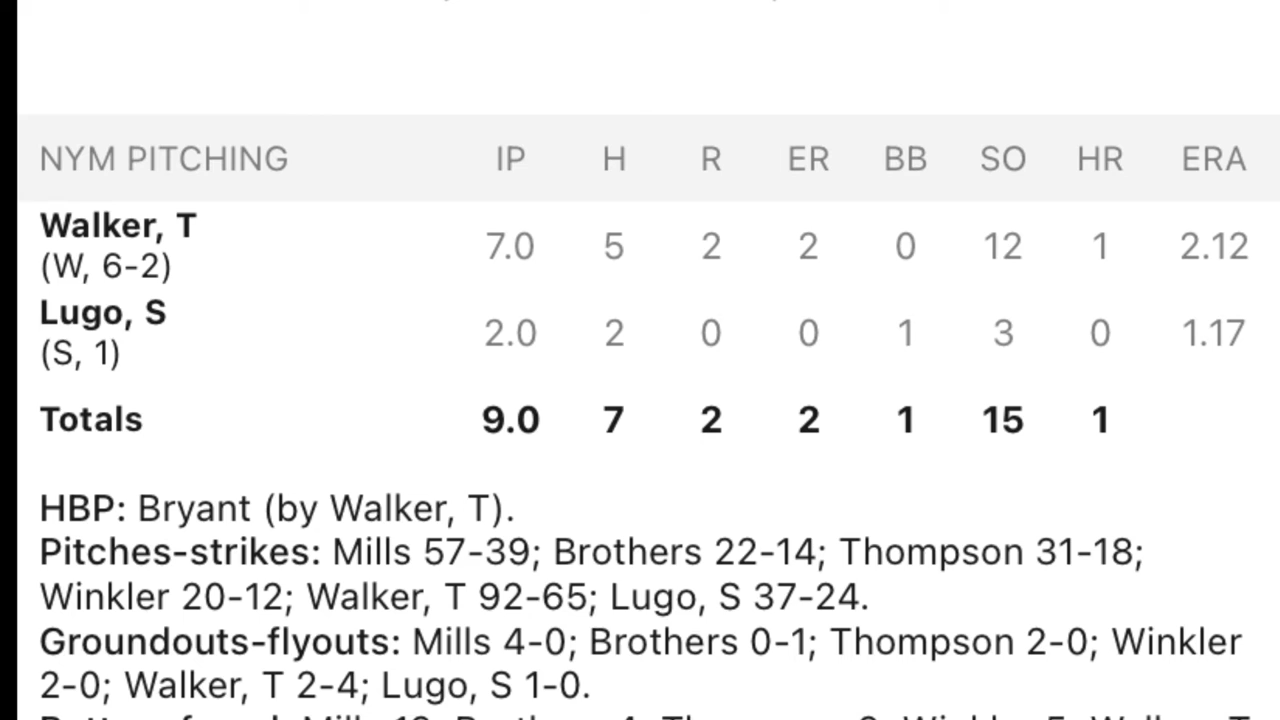 NYM PITCHING IP H R ER BB SO HR ERA
Walker, T
(W, 6-2) 7.0 5 2 2 0 12 1 2.12
Lugo, S
(S, 1) 2.0 2 0 0 1 3 0 1.17
Totals 9.0 7 2 2 1 15 1
HBP: Bryant (by Walker, T).
Pitches-strikes: Mills 57-39; Brothers 22-14; Thompson 31-18;
Winkler 20-12; Walker, T 92-65; Lugo, S 37-24.
Groundouts-flyouts: Mills 4-0; Brothers 0-1; Thompson 2-0; Winkler
2-0; Walker, T 2-4; Lugo, S 1-0.